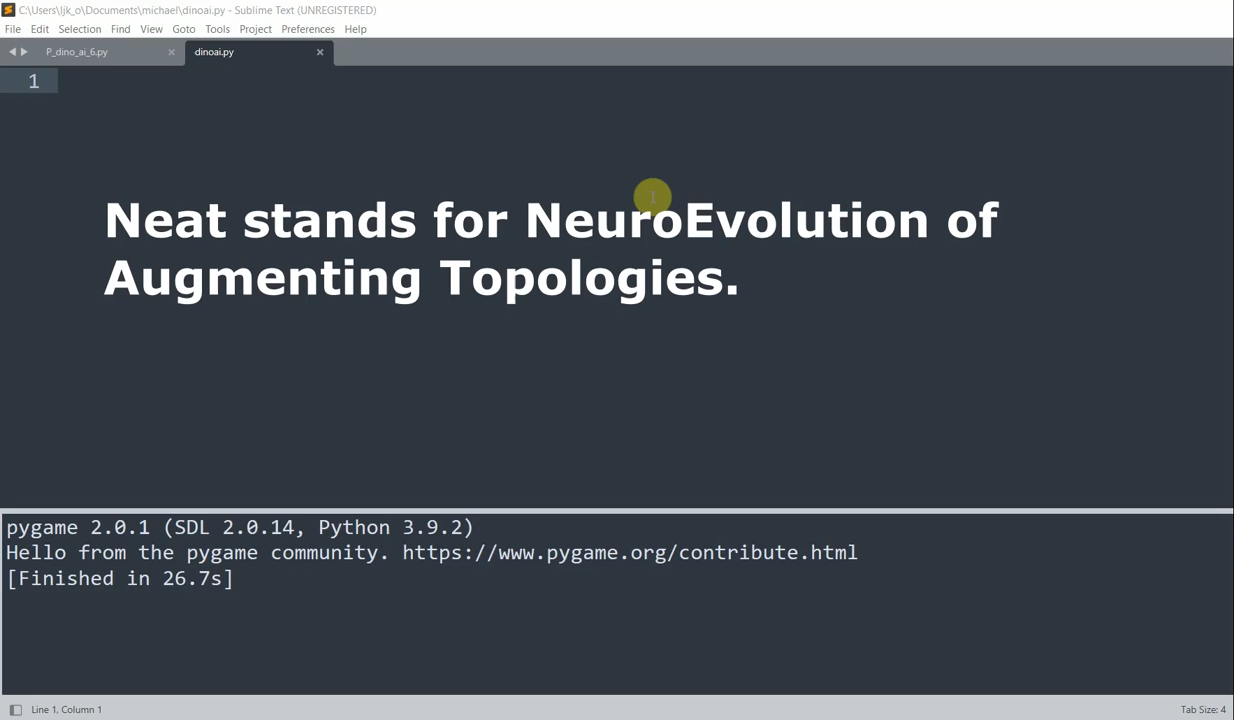 C:\Users\ljk_o\Documents\michael\dinoai.py - Sublime Text (UNREGISTERED)
File Edit Selection Find View Goto Tools Project Preferences Help
P_dino_ai_6.py × dinoai.py ×
1
Neat stands for NeuroEvolution of
Augmenting Topologies.
pygame 2.0.1 (SDL 2.0.14, Python 3.9.2)
Hello from the pygame community. https://www.pygame.org/contribute.html
[Finished in 26.7s]
Line 1, Column 1 Tab Size: 4